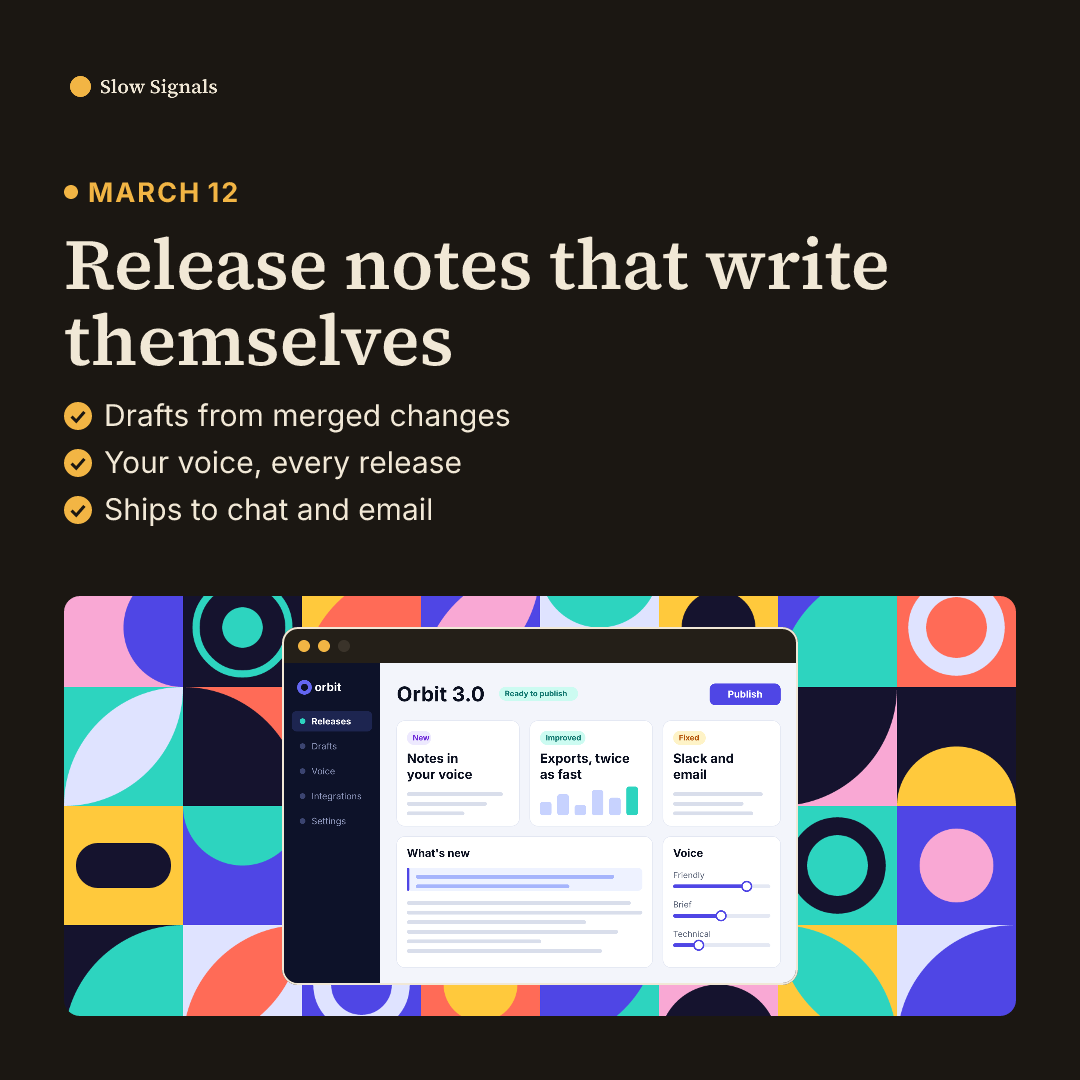 Slow Signals
MARCH 12
Release notes that write
themselves
Drafts from merged changes
Your voice, every release
Ships to chat and email
orbit
Releases
Drafts
Voice
Integrations
Settings
Orbit 3.0
Ready to publish
Publish
New
Notes in
your voice
Improved
Exports, twice
as fast
Fixed
Slack and
email
What's new
Voice
Friendly
Brief
Technical